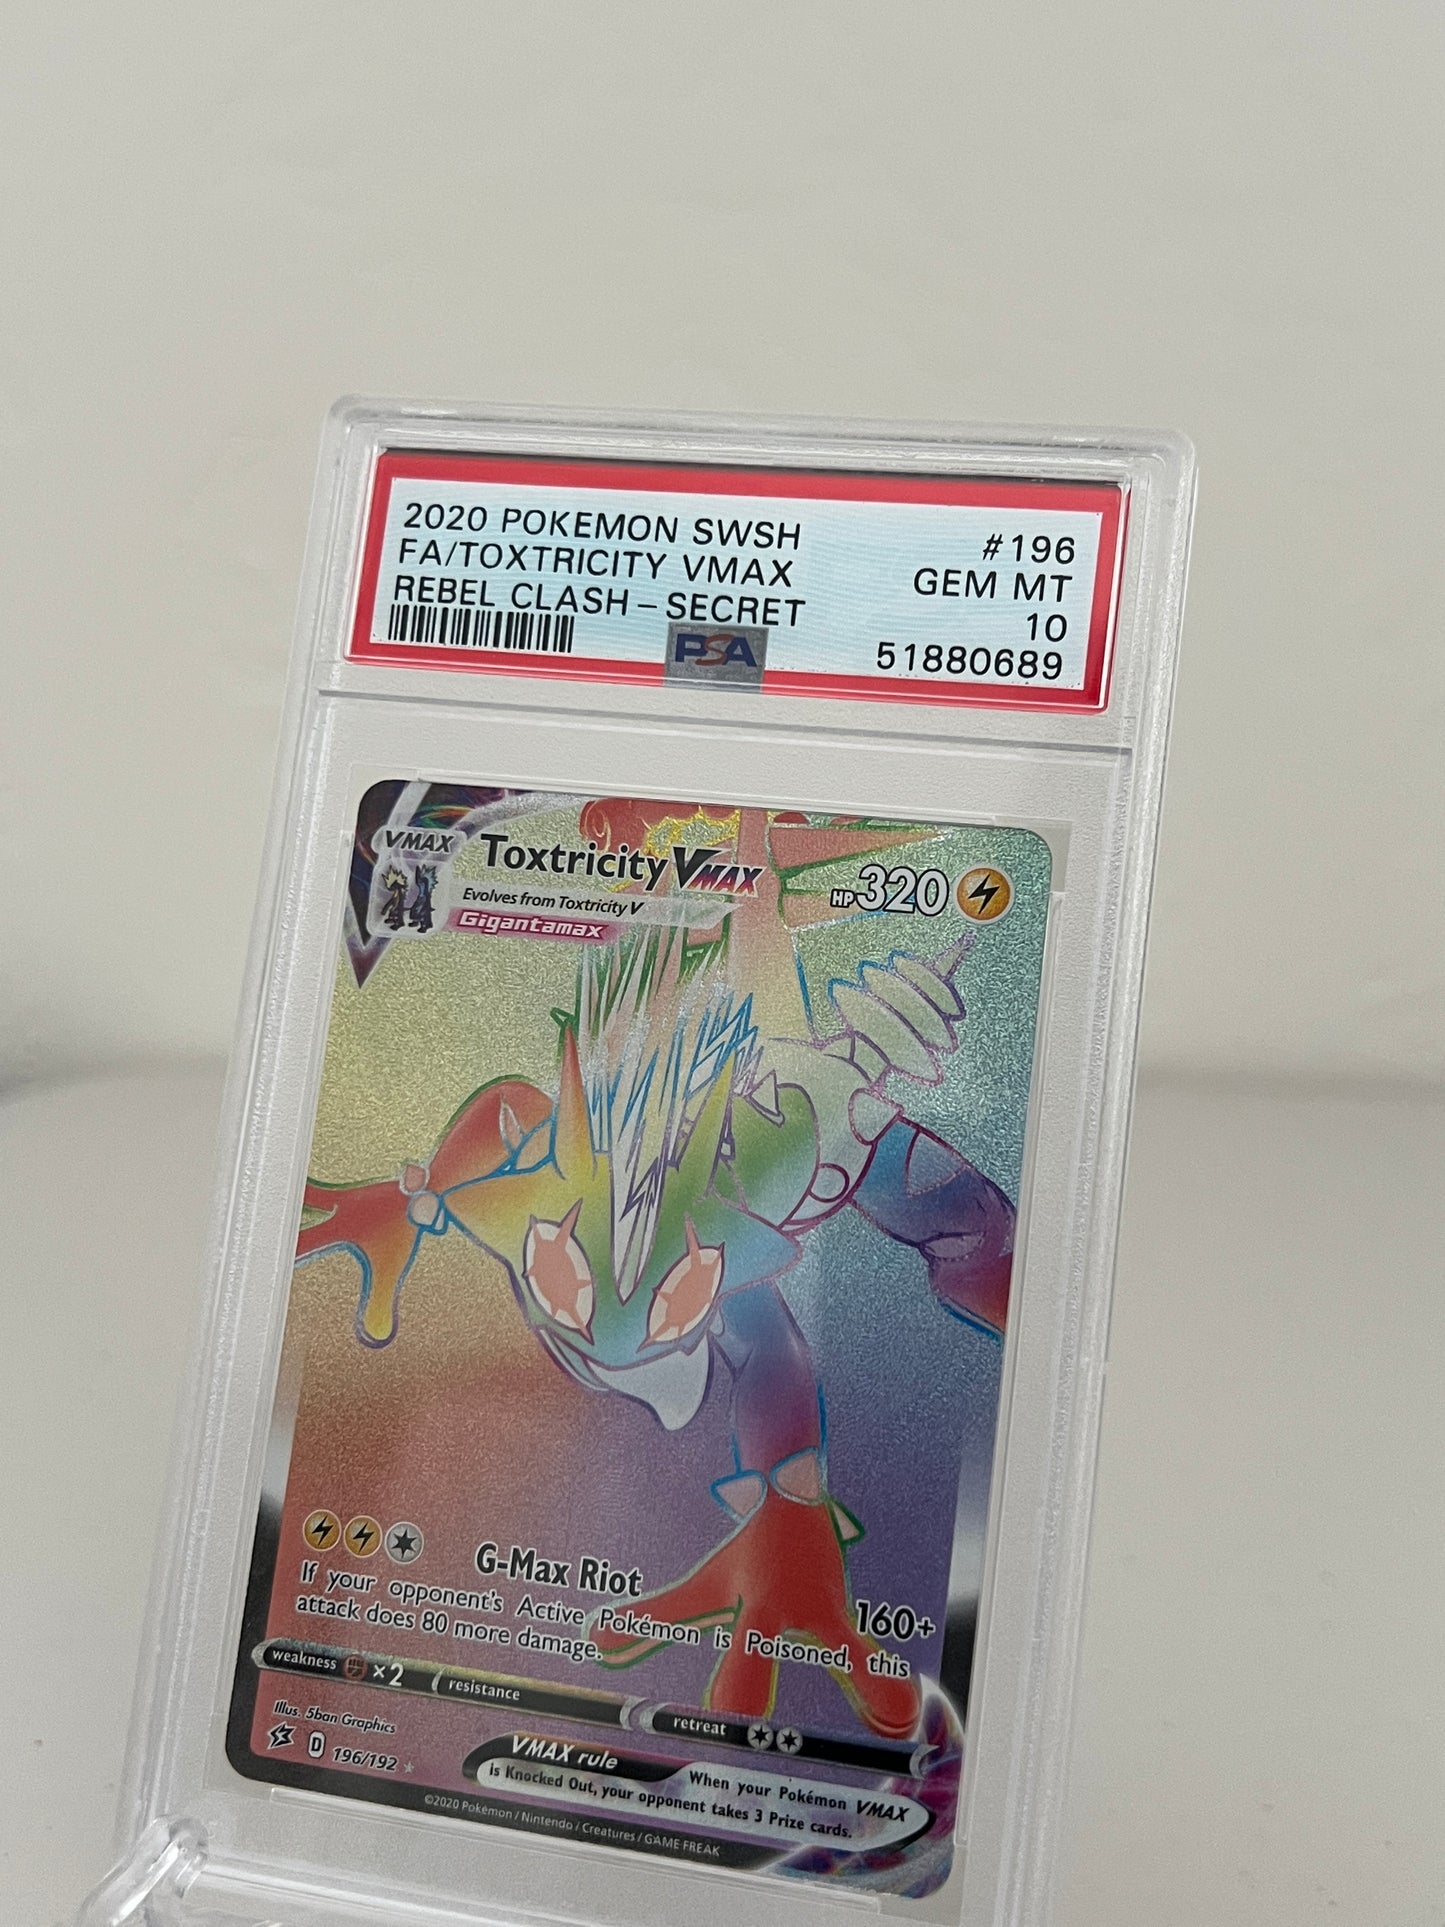 2020 POKEMON SWSH
#196
FA/TOXTRICITY VMAX
GEM MT
REBEL CLASH-SECRET
10
PSA
51880689
VMAX
Toxtricity VMAX
HP 320
Evolves from Toxtricity V
Gigantamax
G-Max Riot
160+
If your opponent's Active Pokémon is Poisoned, this
attack does 80 more damage.
weakness ×2
resistance
retreat
Illus. 5ban Graphics
D 196/192
VMAX rule
When your Pokémon VMAX
is Knocked Out, your opponent takes 3 Prize cards.
©2020 Pokémon / Nintendo / Creatures / GAME FREAK